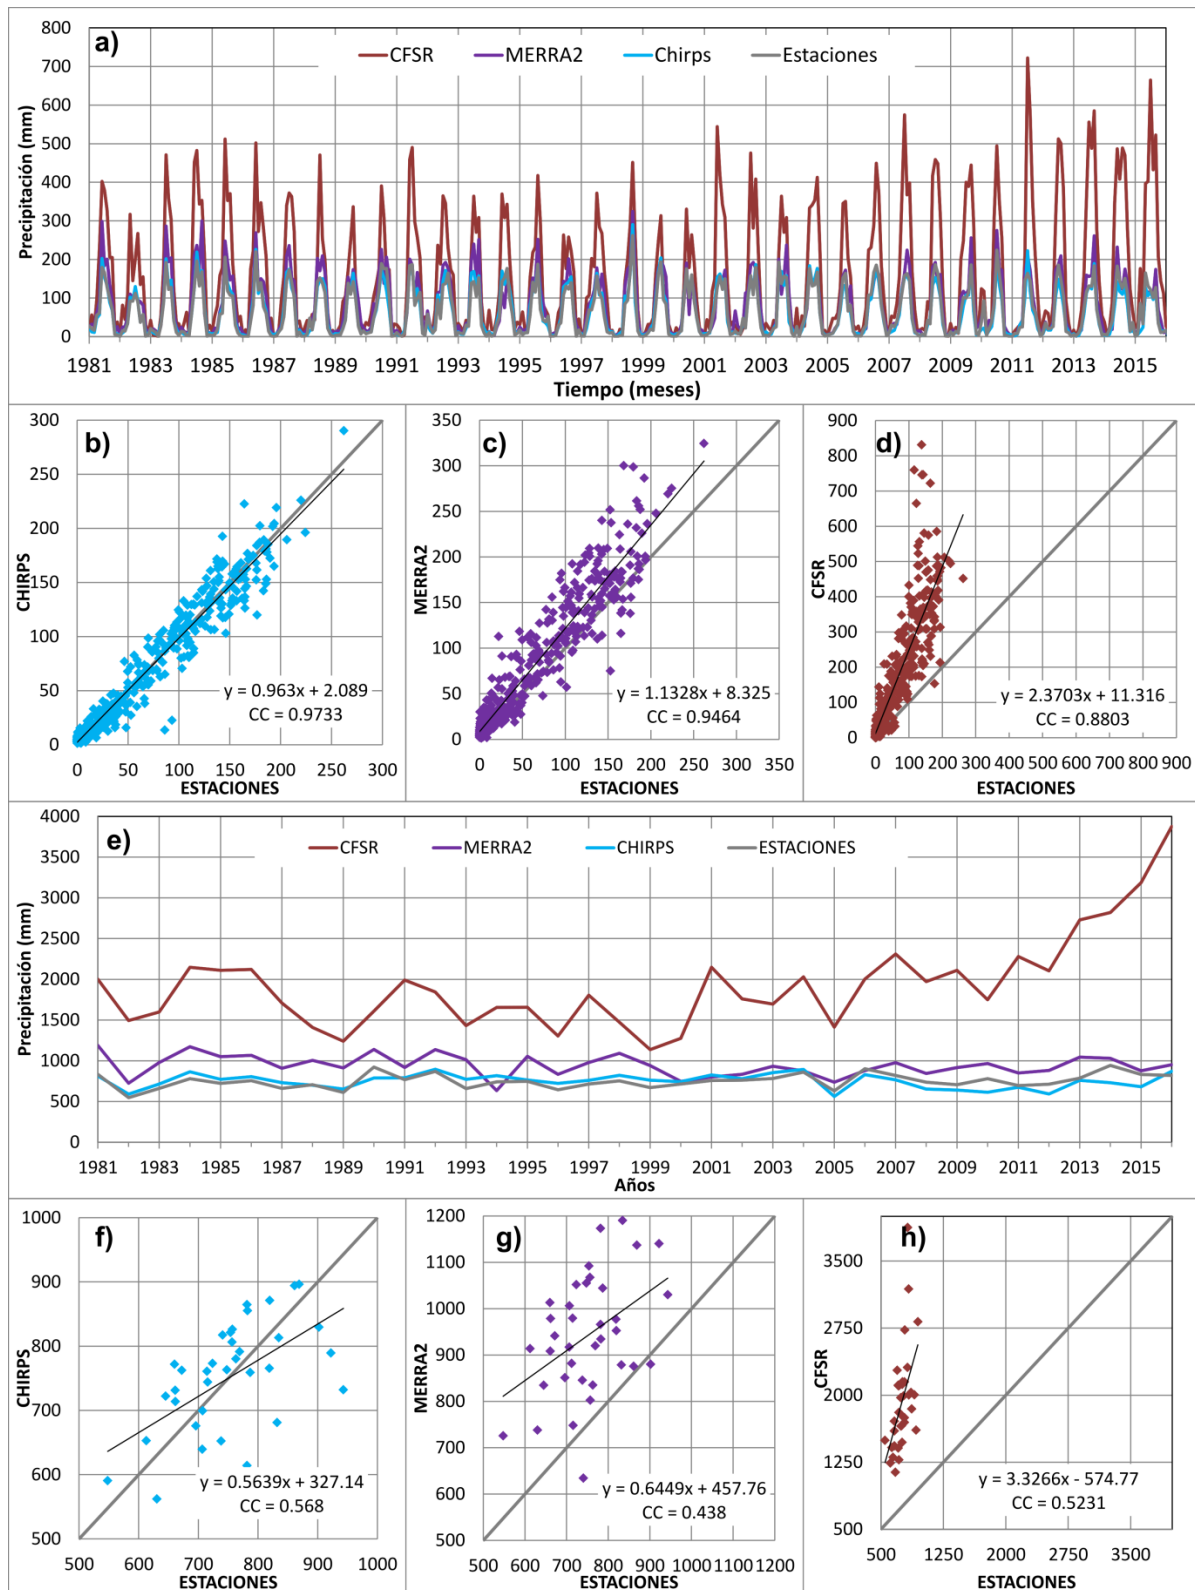 a)
CFSR MERRA2 Chirps Estaciones
Precipitación (mm)
800
700
600
500
400
300
200
100
0
1981 1983 1985 1987 1989 1991 1993 1995 1997 1999 2001 2003 2005 2007 2009 2011 2013 2015
Tiempo (meses)
b)
CHIRPS
300
250
200
150
100
50
0
y = 0.963x + 2.089
CC = 0.9733
0 50 100 150 200 250 300
ESTACIONES
c)
MERRA2
350
300
250
200
150
100
50
0
y = 1.1328x + 8.325
CC = 0.9464
0 50 100 150 200 250 300 350
ESTACIONES
d)
CFSR
900
800
700
600
500
400
300
200
100
0
y = 2.3703x + 11.316
CC = 0.8803
0 100 200 300 400 500 600 700 800 900
ESTACIONES
e)
CFSR MERRA2 CHIRPS ESTACIONES
Precipitación (mm)
4000
3500
3000
2500
2000
1500
1000
500
0
1981 1983 1985 1987 1989 1991 1993 1995 1997 1999 2001 2003 2005 2007 2009 2011 2013 2015
Años
f)
CHIRPS
1000
900
800
700
600
500
y = 0.5639x + 327.14
CC = 0.568
500 600 700 800 900 1000
ESTACIONES
g)
MERRA2
1200
1100
1000
900
800
700
600
500
y = 0.6449x + 457.76
CC = 0.438
500 600 700 800 900 1000 1100 1200
ESTACIONES
h)
CFSR
3500
2750
2000
1250
500
y = 3.3266x - 574.77
CC = 0.5231
500 1250 2000 2750 3500
ESTACIONES